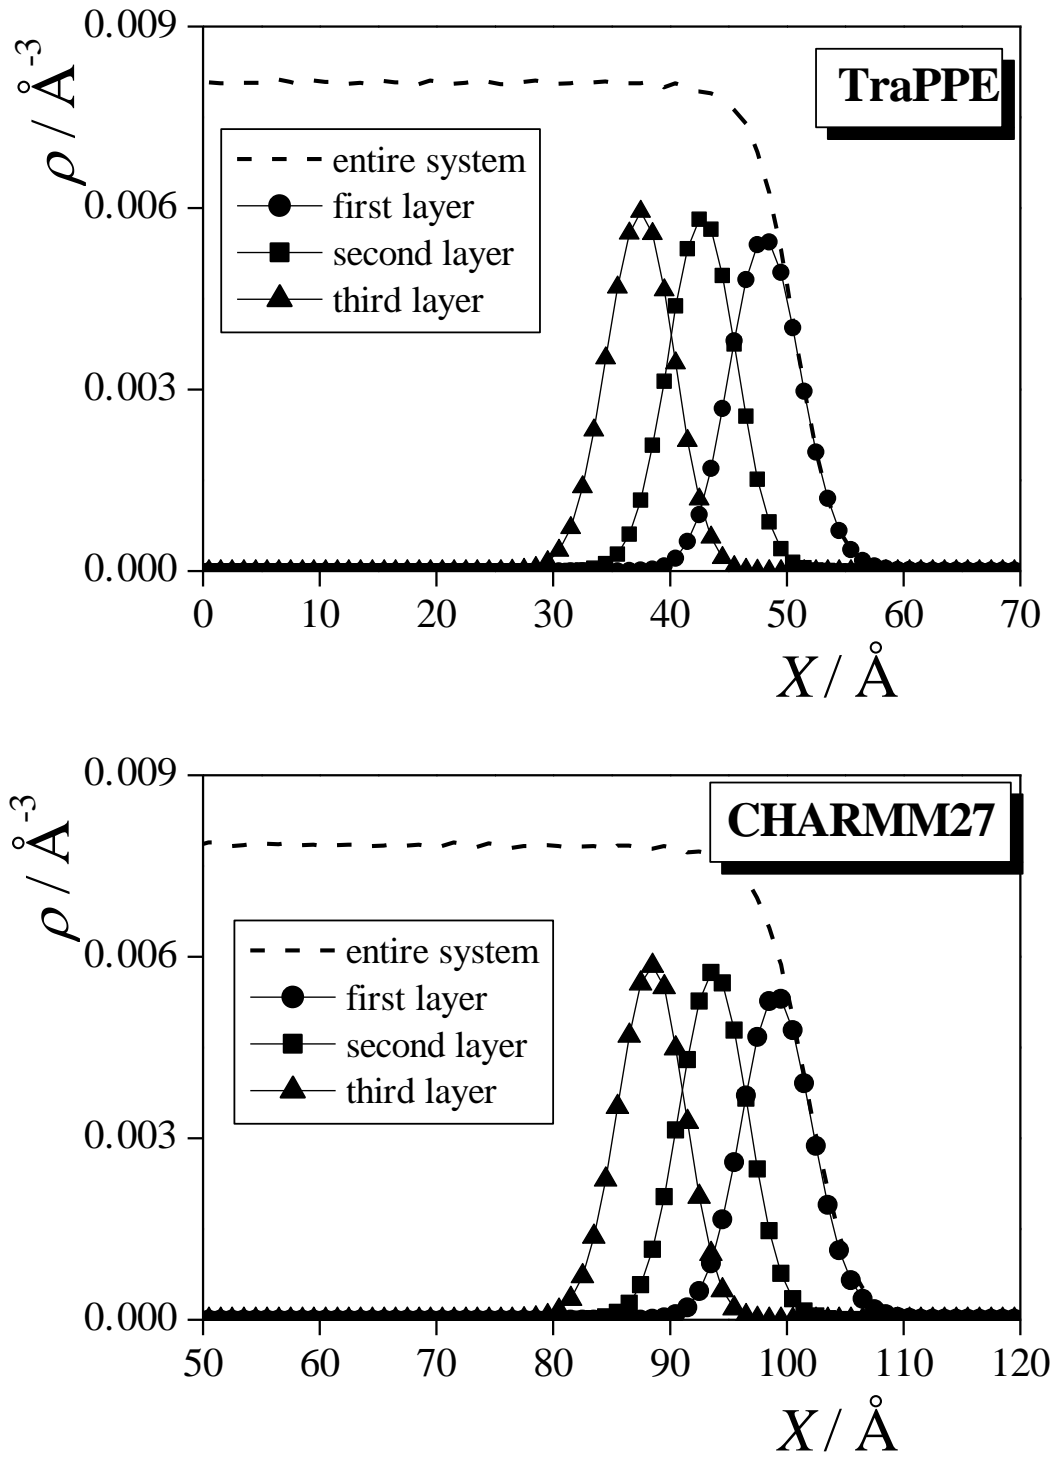 0.009
TraPPE
ρ / Å-3
entire system
0.006
first layer
second layer
third layer
0.003
0.000
0 10 20 30 40 50 60 70
X / Å
0.009
CHARMM27
ρ / Å-3
0.006
entire system
first layer
second layer
third layer
0.003
0.000
50 60 70 80 90 100 110 120
X / Å